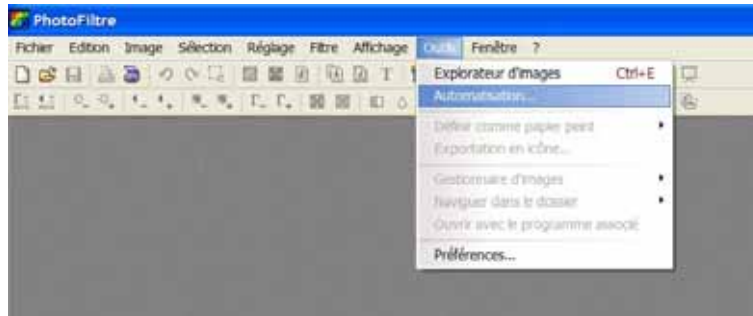 PhotoFiltre
Fichier Edition Image Sélection Réglage Filtre Affichage Outils Fenêtre ?
Explorateur d'images Ctrl+E
Automatisation...
Définir comme papier peint
Exportation en icône...
Gestionnaire d'images
Naviguer dans le dossier
Ouvrir avec le programme associé
Préférences...